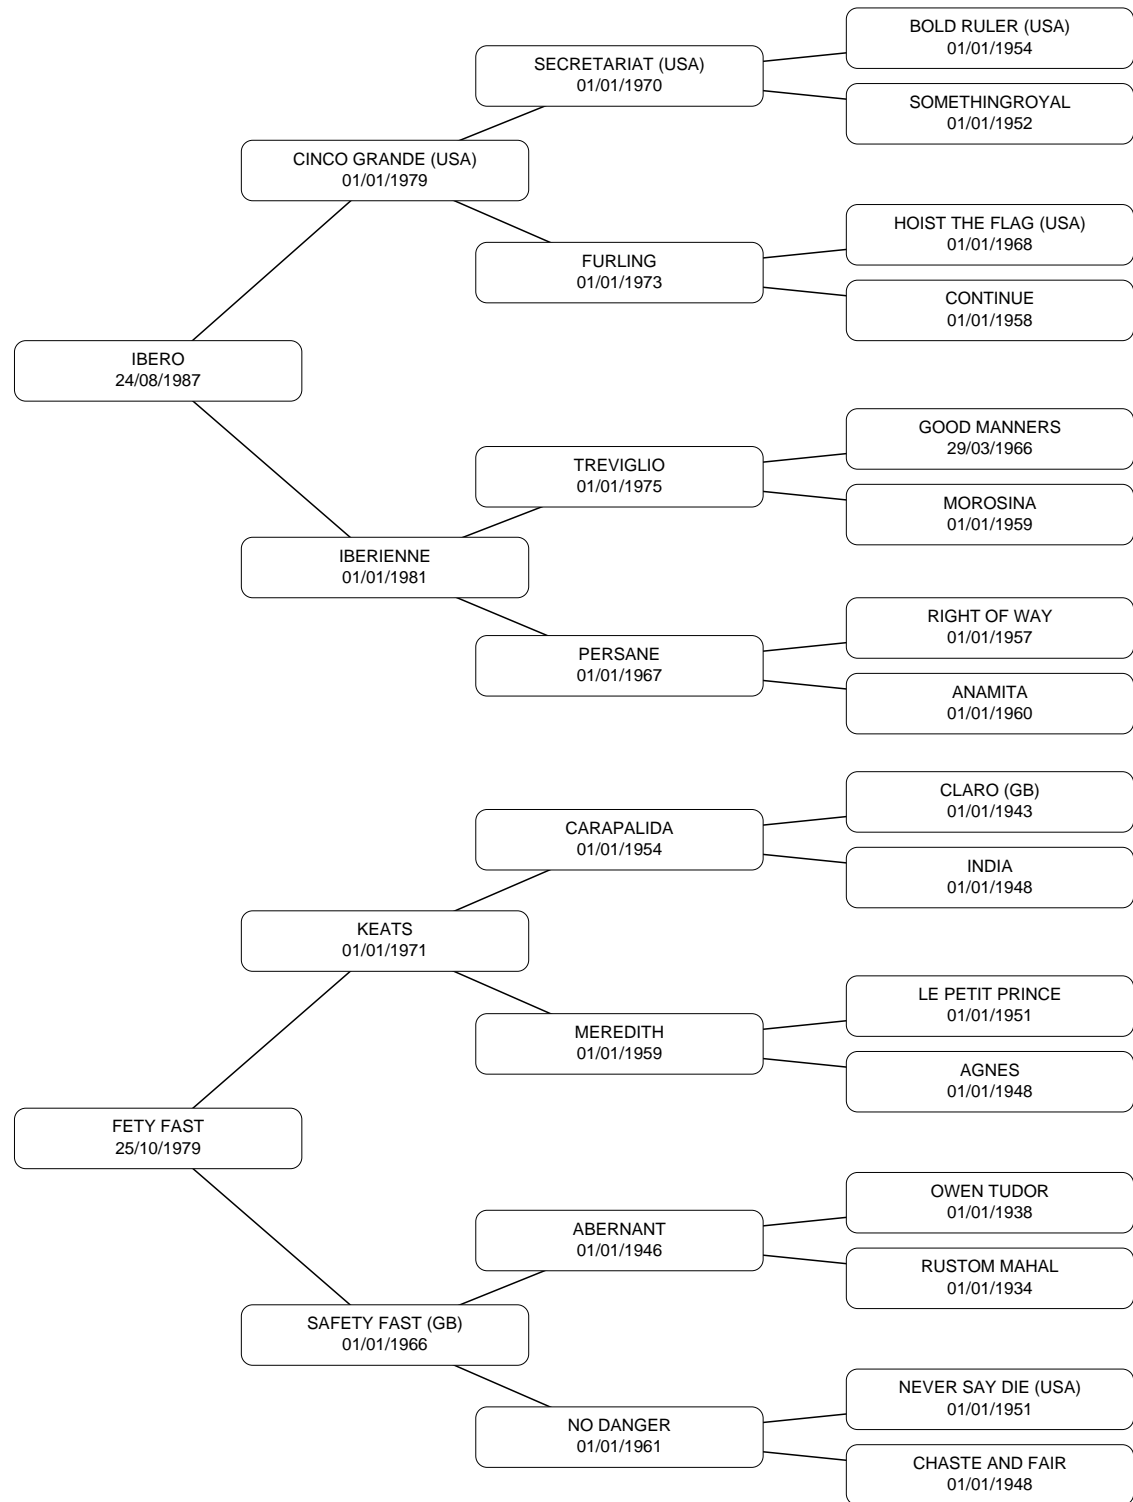 BOLD RULER (USA)
01/01/1954
SECRETARIAT (USA)
01/01/1970
SOMETHINGROYAL
01/01/1952
CINCO GRANDE (USA)
01/01/1979
HOIST THE FLAG (USA)
01/01/1968
FURLING
01/01/1973
CONTINUE
01/01/1958
IBERO
24/08/1987
GOOD MANNERS
29/03/1966
TREVIGLIO
01/01/1975
MOROSINA
01/01/1959
IBERIENNE
01/01/1981
RIGHT OF WAY
01/01/1957
PERSANE
01/01/1967
ANAMITA
01/01/1960
CLARO (GB)
01/01/1943
CARAPALIDA
01/01/1954
INDIA
01/01/1948
KEATS
01/01/1971
LE PETIT PRINCE
01/01/1951
MEREDITH
01/01/1959
AGNES
01/01/1948
FETY FAST
25/10/1979
OWEN TUDOR
01/01/1938
ABERNANT
01/01/1946
RUSTOM MAHAL
01/01/1934
SAFETY FAST (GB)
01/01/1966
NEVER SAY DIE (USA)
01/01/1951
NO DANGER
01/01/1961
CHASTE AND FAIR
01/01/1948